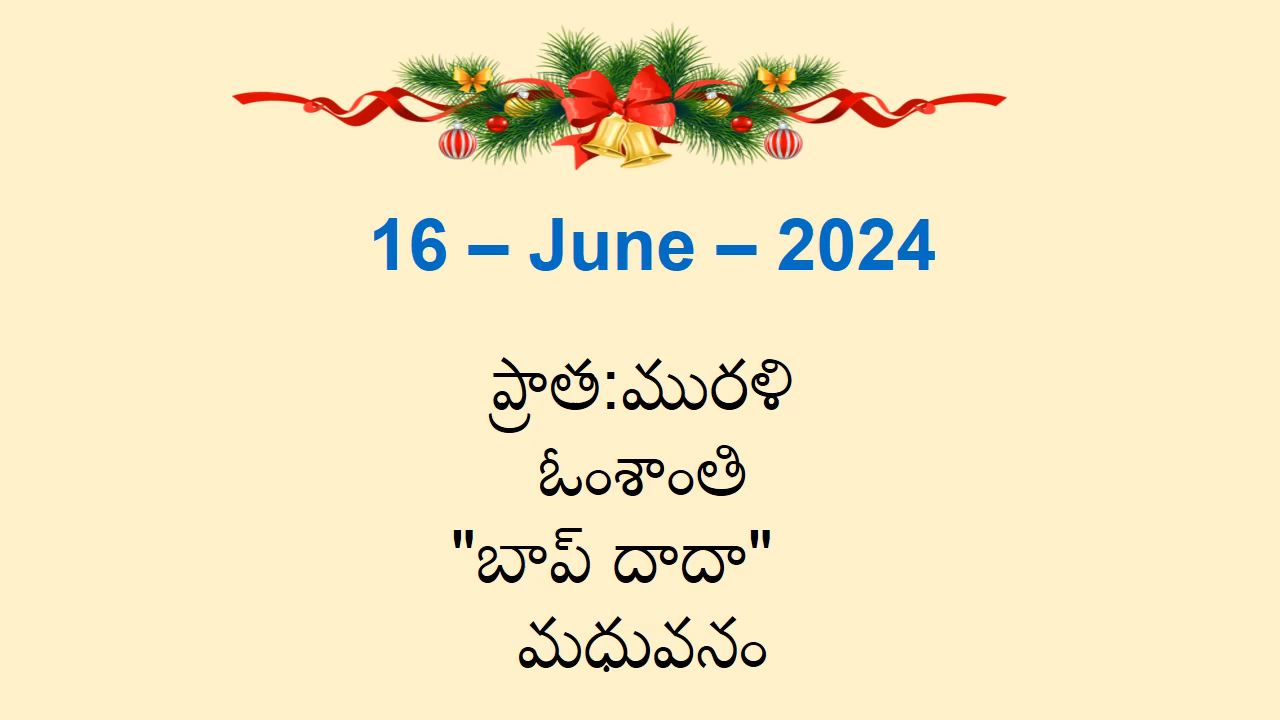 16 – June – 2024
ప్రాత:మురళి
ఓంశాంతి
"బాప్ దాదా"
మధువనం